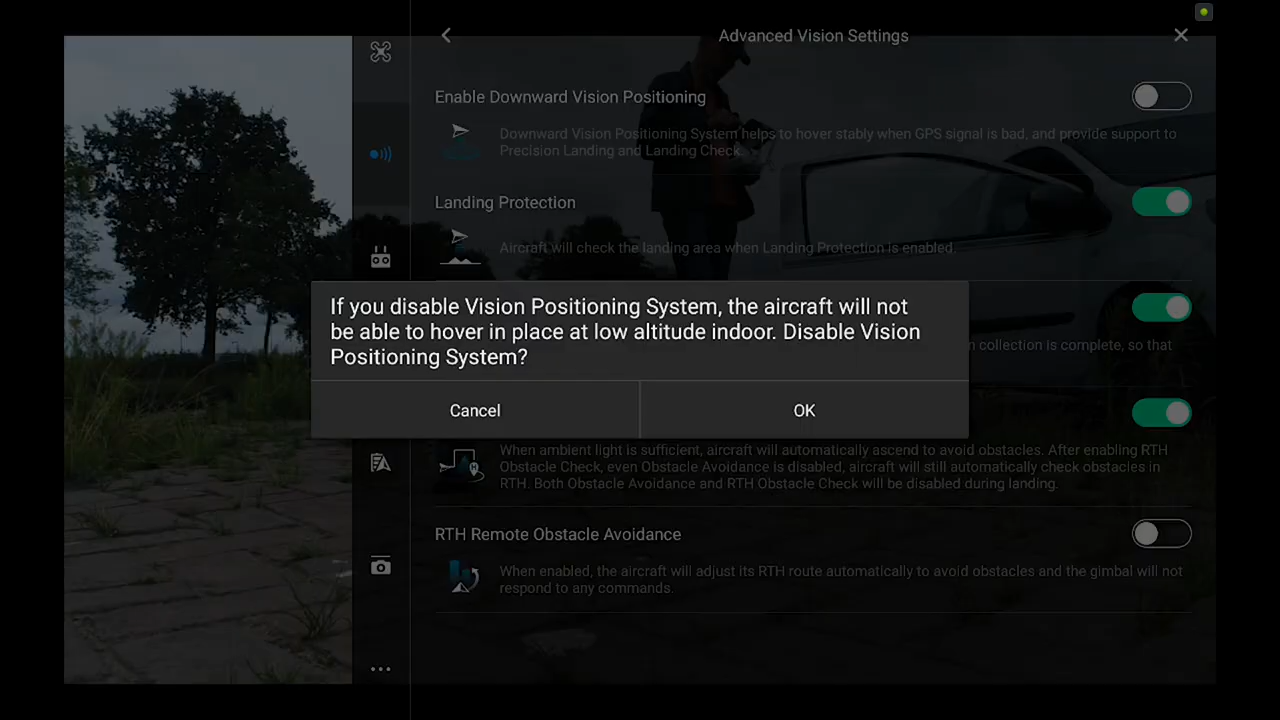 Advanced Vision Settings
Enable Downward Vision Positioning
Downward Vision Positioning System helps to hover stably when GPS signal is bad, and provide support to
Precision Landing and Landing Check.
Landing Protection
Aircraft will check the landing area when Landing Protection is enabled.
If you disable Vision Positioning System, the aircraft will not
be able to hover in place at low altitude indoor. Disable Vision
Positioning System?
n collection is complete, so that
Cancel
OK
When ambient light is sufficient, aircraft will automatically ascend to avoid obstacles. After enabling RTH
Obstacle Check, even Obstacle Avoidance is disabled, aircraft will still automatically check obstacles in
RTH. Both Obstacle Avoidance and RTH Obstacle Check will be disabled during landing.
RTH Remote Obstacle Avoidance
When enabled, the aircraft will adjust its RTH route automatically to avoid obstacles and the gimbal will not
respond to any commands.